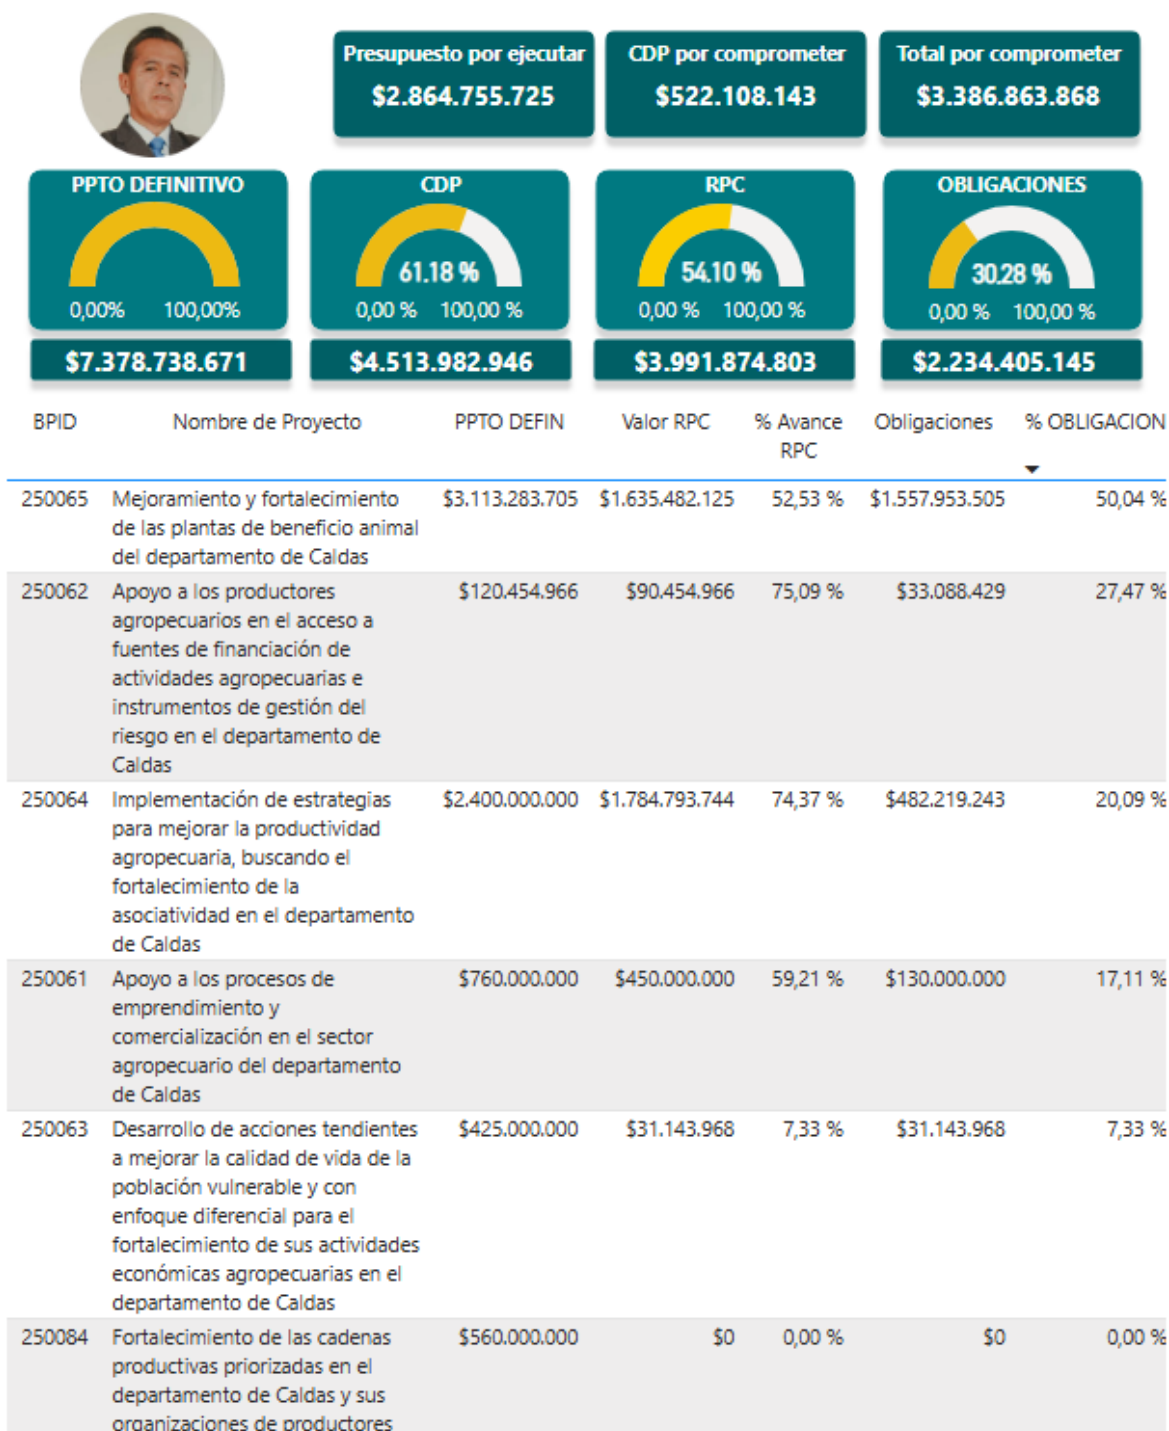 Presupuesto por ejecutar
$2.864.755.725
CDP por comprometer
$522.108.143
Total por comprometer
$3.386.863.868
PPTO DEFINITIVO
0,00% 100,00%
$7.378.738.671
CDP
61.18 %
0,00 % 100,00 %
$4.513.982.946
RPC
54.10 %
0,00 % 100,00 %
$3.991.874.803
OBLIGACIONES
30.28 %
0,00 % 100,00 %
$2.234.405.145
BPID Nombre de Proyecto PPTO DEFIN Valor RPC % Avance Obligaciones % OBLIGACION
RPC
250065 Mejoramiento y fortalecimiento $3.113.283.705 $1.635.482.125 52,53 % $1.557.953.505 50,04 %
de las plantas de beneficio animal
del departamento de Caldas
250062 Apoyo a los productores $120.454.966 $90.454.966 75,09 % $33.088.429 27,47 %
agropecuarios en el acceso a
fuentes de financiación de
actividades agropecuarias e
instrumentos de gestión del
riesgo en el departamento de
Caldas
250064 Implementación de estrategias $2.400.000.000 $1.784.793.744 74,37 % $482.219.243 20,09 %
para mejorar la productividad
agropecuaria, buscando el
fortalecimiento de la
asociatividad en el departamento
de Caldas
250061 Apoyo a los procesos de $760.000.000 $450.000.000 59,21 % $130.000.000 17,11 %
emprendimiento y
comercialización en el sector
agropecuario del departamento
de Caldas
250063 Desarrollo de acciones tendientes $425.000.000 $31.143.968 7,33 % $31.143.968 7,33 %
a mejorar la calidad de vida de la
población vulnerable y con
enfoque diferencial para el
fortalecimiento de sus actividades
económicas agropecuarias en el
departamento de Caldas
250084 Fortalecimiento de las cadenas $560.000.000 $0 0,00 % $0 0,00 %
productivas priorizadas en el
departamento de Caldas y sus
organizaciones de productores